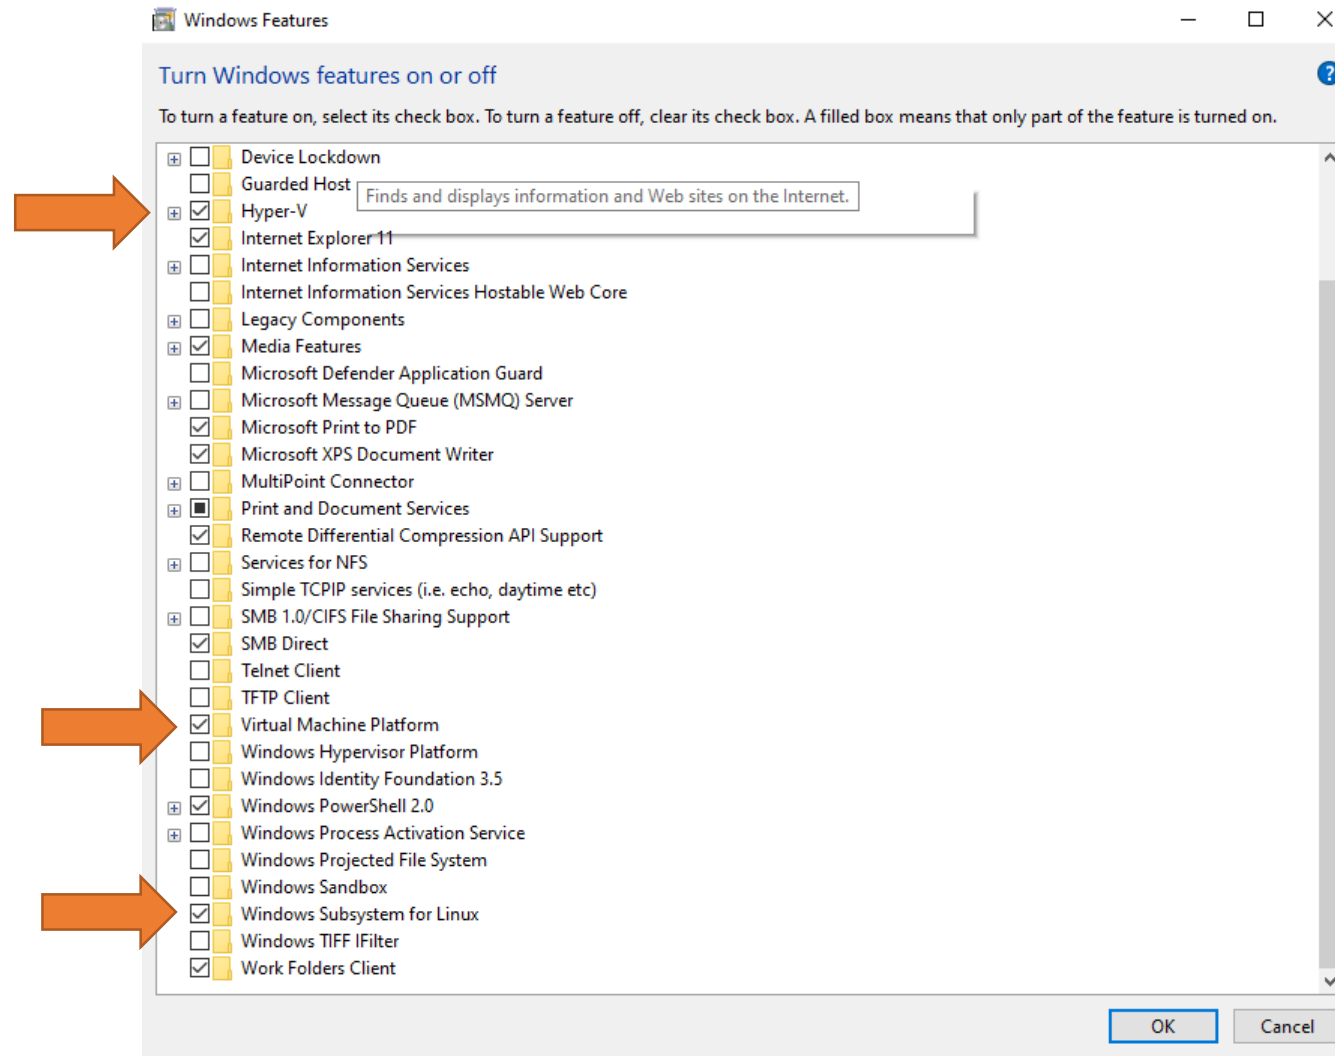 Windows Features
Turn Windows features on or off
?
To turn a feature on, select its check box. To turn a feature off, clear its check box. A filled box means that only part of the feature is turned on.
Device Lockdown
Guarded Host
Finds and displays information and Web sites on the Internet.
Hyper-V
Internet Explorer 11
Internet Information Services
Internet Information Services Hostable Web Core
Legacy Components
Media Features
Microsoft Defender Application Guard
Microsoft Message Queue (MSMQ) Server
Microsoft Print to PDF
Microsoft XPS Document Writer
MultiPoint Connector
Print and Document Services
Remote Differential Compression API Support
Services for NFS
Simple TCPIP services (i.e. echo, daytime etc)
SMB 1.0/CIFS File Sharing Support
SMB Direct
Telnet Client
TFTP Client
Virtual Machine Platform
Windows Hypervisor Platform
Windows Identity Foundation 3.5
Windows PowerShell 2.0
Windows Process Activation Service
Windows Projected File System
Windows Sandbox
Windows Subsystem for Linux
Windows TIFF IFilter
Work Folders Client
OK Cancel